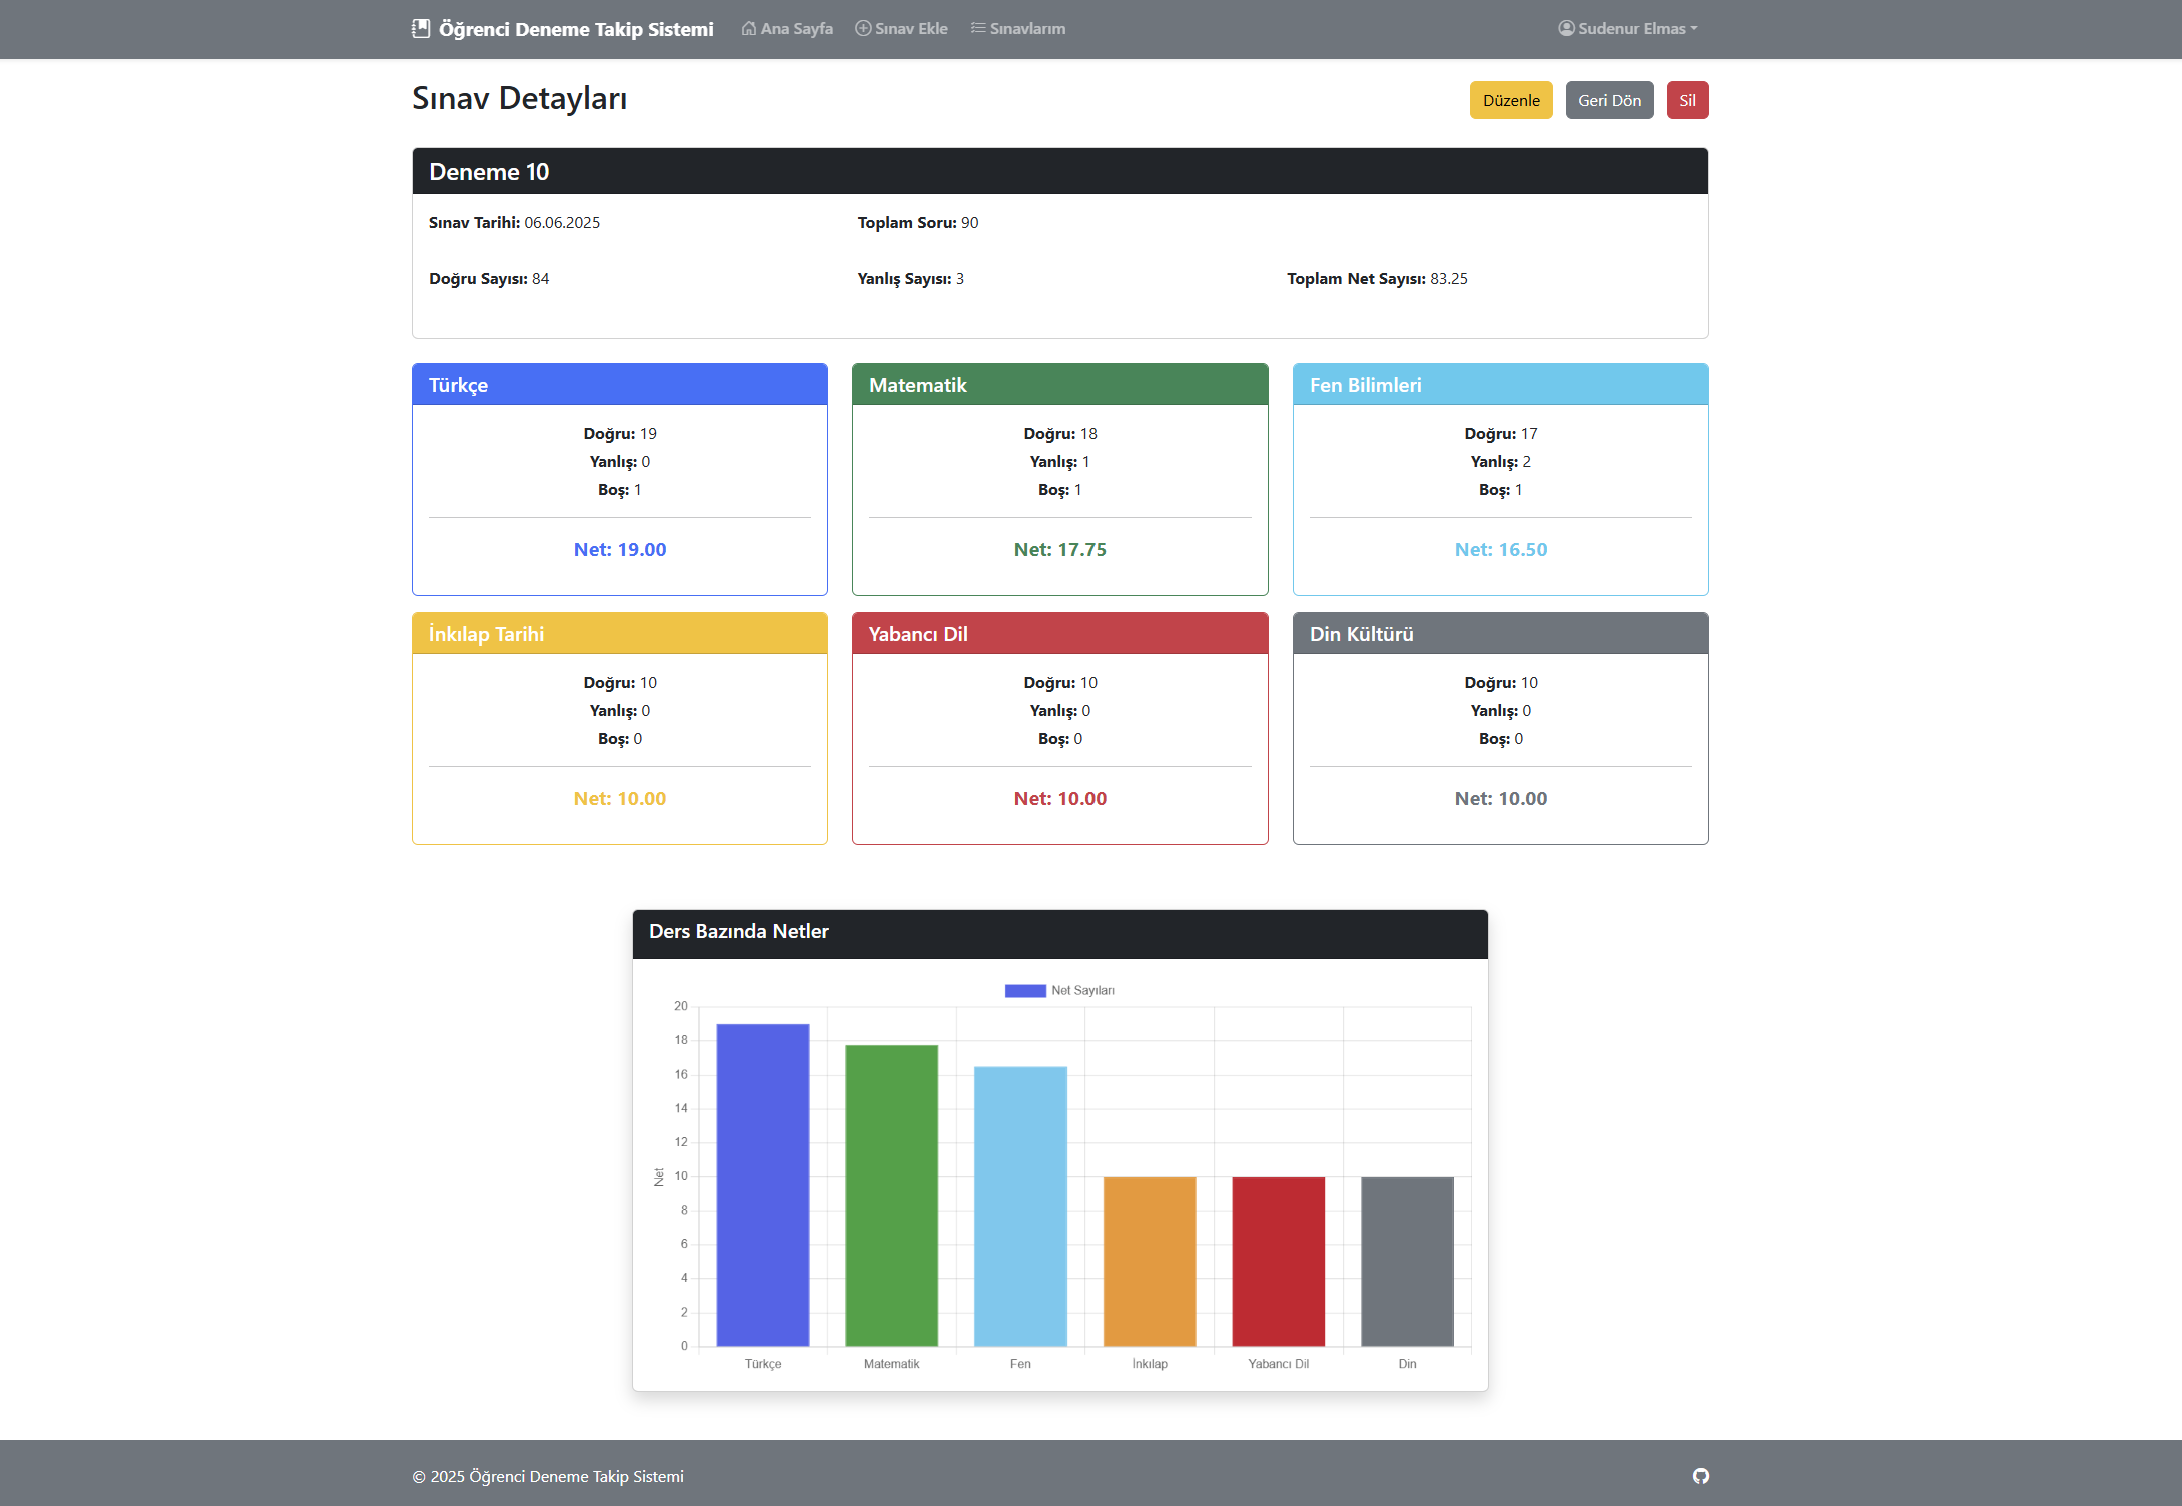 Öğrenci Deneme Takip Sistemi Ana Sayfa Sınav Ekle Sınavlarım Sudenur Elmas
Sınav Detayları
Düzenle Geri Dön Sil
Deneme 10
Sınav Tarihi: 06.06.2025 Toplam Soru: 90
Doğru Sayısı: 84 Yanlış Sayısı: 3 Toplam Net Sayısı: 83.25
Türkçe
Doğru: 19
Yanlış: 0
Boş: 1
Net: 19.00
Matematik
Doğru: 18
Yanlış: 1
Boş: 1
Net: 17.75
Fen Bilimleri
Doğru: 17
Yanlış: 2
Boş: 1
Net: 16.50
İnkılap Tarihi
Doğru: 10
Yanlış: 0
Boş: 0
Net: 10.00
Yabancı Dil
Doğru: 10
Yanlış: 0
Boş: 0
Net: 10.00
Din Kültürü
Doğru: 10
Yanlış: 0
Boş: 0
Net: 10.00
Ders Bazında Netler
Net Sayıları
20
18
16
14
12
10
8
6
4
2
0
Net
Türkçe Matematik Fen İnkılap Yabancı Dil Din
© 2025 Öğrenci Deneme Takip Sistemi